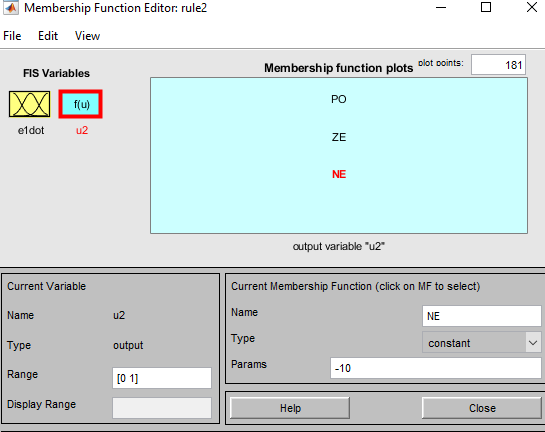 Membership Function Editor: rule2
File Edit View
FIS Variables
f(u)
e1dot u2
Membership function plots plot points: 181
PO
ZE
NE
output variable "u2"
Current Variable
Name u2
Type output
Range [0 1]
Display Range
Current Membership Function (click on MF to select)
Name NE
Type constant
Params -10
Help Close